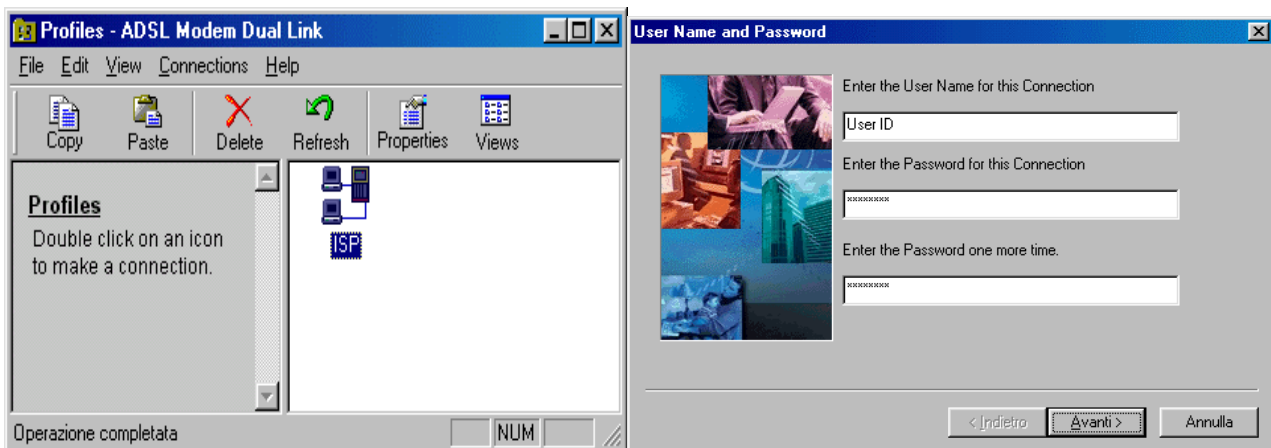 Profiles - ADSL Modem Dual Link
File Edit View Connections Help
Copy Paste Delete Refresh Properties Views
Profiles
Double click on an icon
to make a connection.
ISP
Operazione completata
NUM
User Name and Password
Enter the User Name for this Connection
User ID
Enter the Password for this Connection
********
Enter the Password one more time.
********
< Indietro Avanti > Annulla